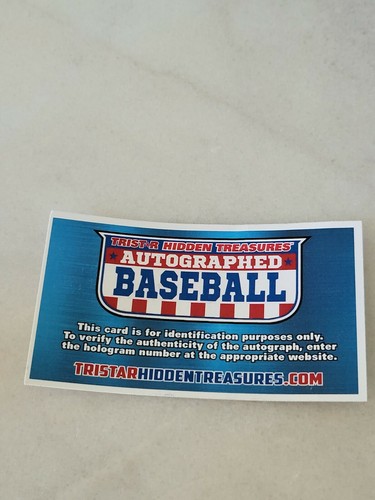 TRIST★R HIDDEN TREASURES
AUTOGRAPHED
BASEBALL
This card is for identification purposes only.
To verify the authenticity of the autograph, enter
the hologram number at the appropriate website.
TRISTARHIDDENTREASURES.COM